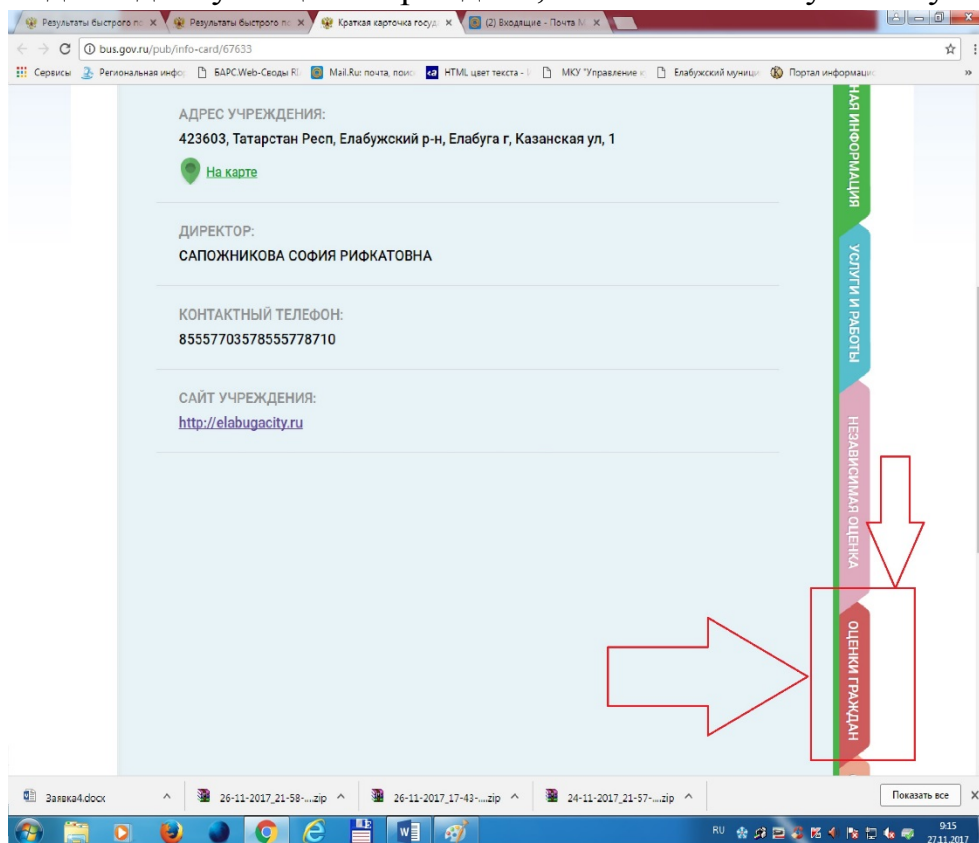 Результаты быстрого по
Результаты быстрого по
Краткая карточка госуд
(2) Входящие - Почта M
bus.gov.ru/pub/info-card/67633
Сервисы
Региональная инфор
БАРС.Web-Своды
Mail.Ru: почта, поис
HTML цвет текста -
МКУ "Управление
Елабужский муници
Портал информацис
АДРЕС УЧРЕЖДЕНИЯ:
423603, Татарстан Респ, Елабужский р-н, Елабуга г, Казанская ул, 1
На карте
ДИРЕКТОР:
САПОЖНИКОВА СОФИЯ РИФКАТОВНА
КОНТАКТНЫЙ ТЕЛЕФОН:
85557703578555778710
САЙТ УЧРЕЖДЕНИЯ:
http://elabugacity.ru
НАЯ ИНФОРМАЦИЯ
УСЛУГИ И РАБОТЫ
НЕЗАВИСИМАЯ ОЦЕНКА
ОЦЕНКИ ГРАЖДАН
Заявка4.docx
26-11-2017_21-58-....zip
26-11-2017_17-43-....zip
24-11-2017_21-57-....zip
Показать все
RU
9:15
27.11.2017